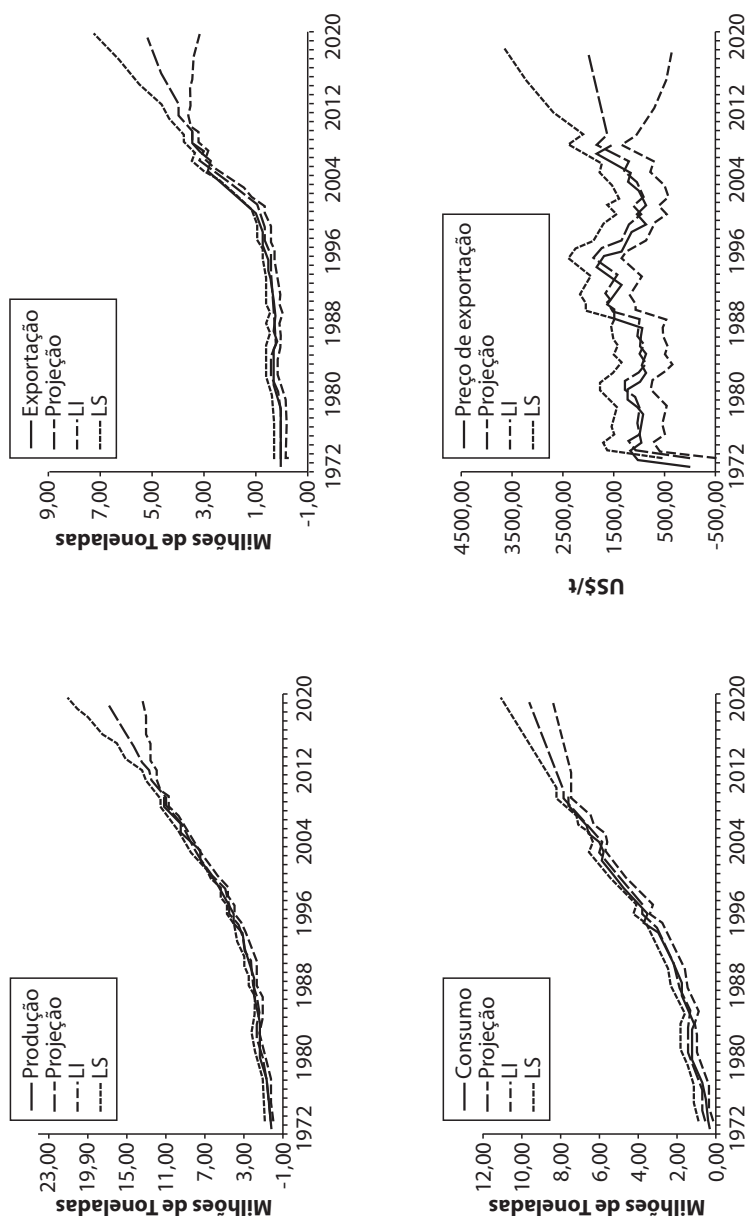 Milhões de Toneladas
23,00
19,90
15,00
11,00
7,00
3,00
-1,00
Produção
Projeção
LI
LS
1972 1980 1988 1996 2004 2012 2020
Milhões de Toneladas
9,00
7,00
5,00
3,00
1,00
-1,00
Exportação
Projeção
LI
LS
1972 1980 1988 1996 2004 2012 2020
Milhões de Toneladas
12,00
10,00
8,00
6,00
4,00
2,00
0,00
Consumo
Projeção
LI
LS
1972 1980 1988 1996 2004 2012 2020
US$/t
4500,00
3500,00
2500,00
1500,00
500,00
-500,00
Preço de exportação
Projeção
LI
LS
1972 1980 1988 1996 2004 2012 2020